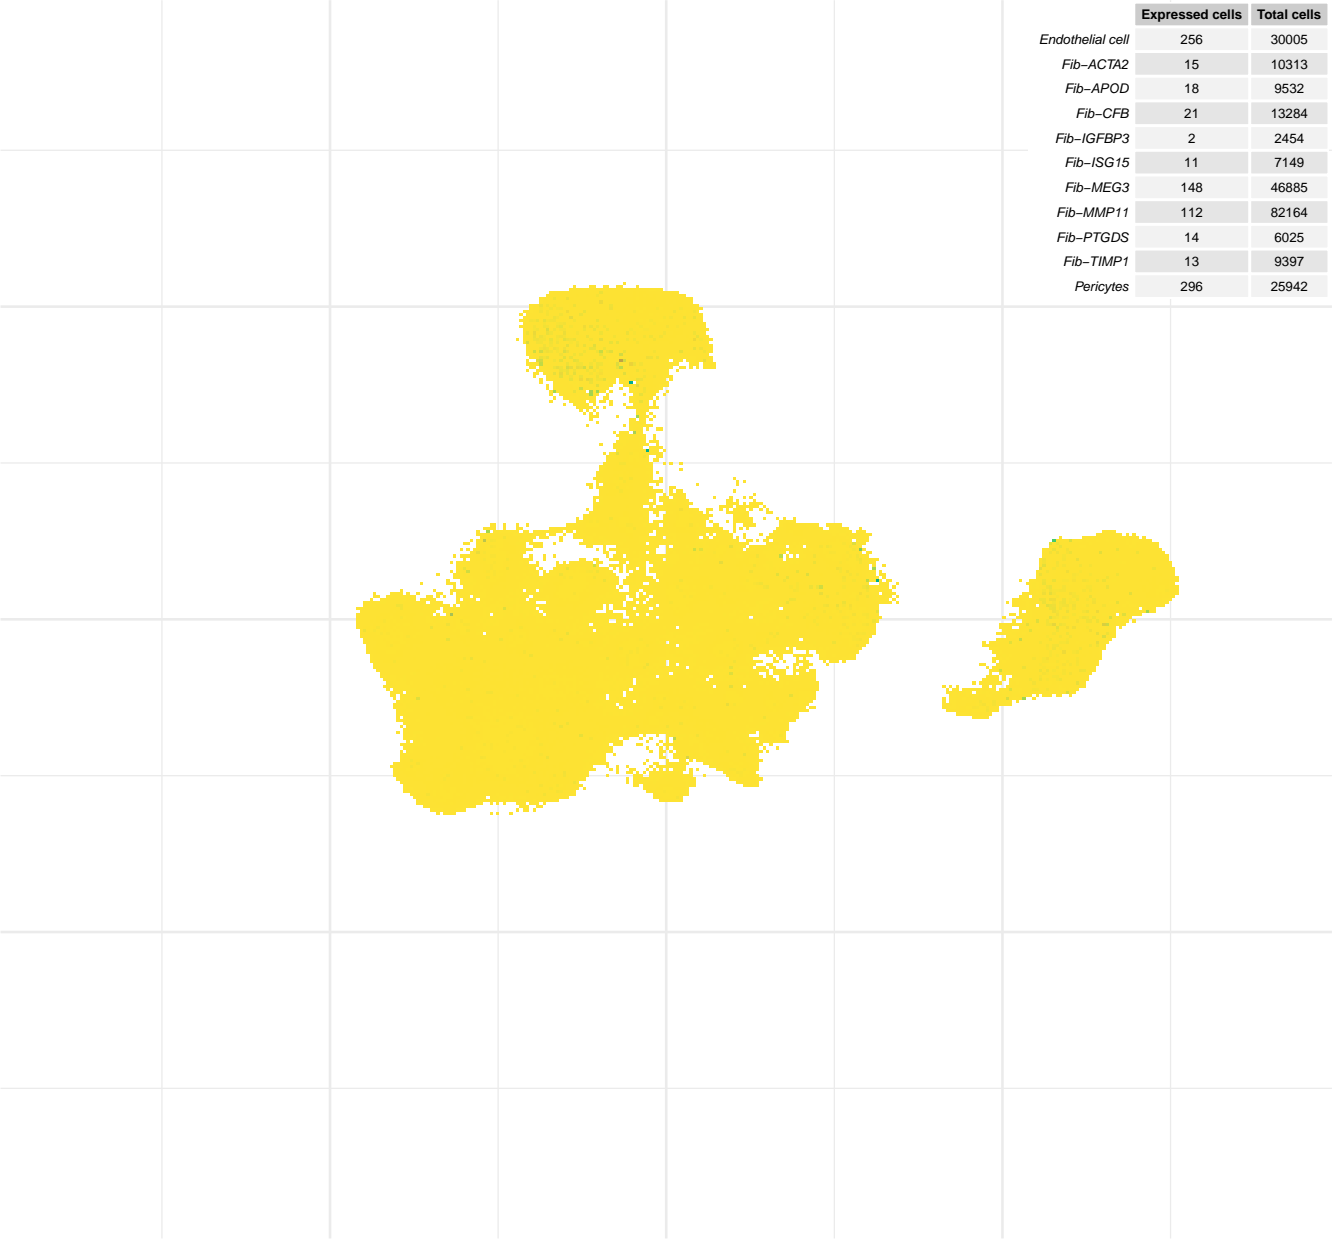 Expressed cells Total cells
Endothelial cell 256 30005
Fib−ACTA2 15 10313
Fib−APOD 18 9532
Fib−CFB 21 13284
Fib−IGFBP3 2 2454
Fib−ISG15 11 7149
Fib−MEG3 148 46885
Fib−MMP11 112 82164
Fib−PTGDS 14 6025
Fib−TIMP1 13 9397
Pericytes 296 25942